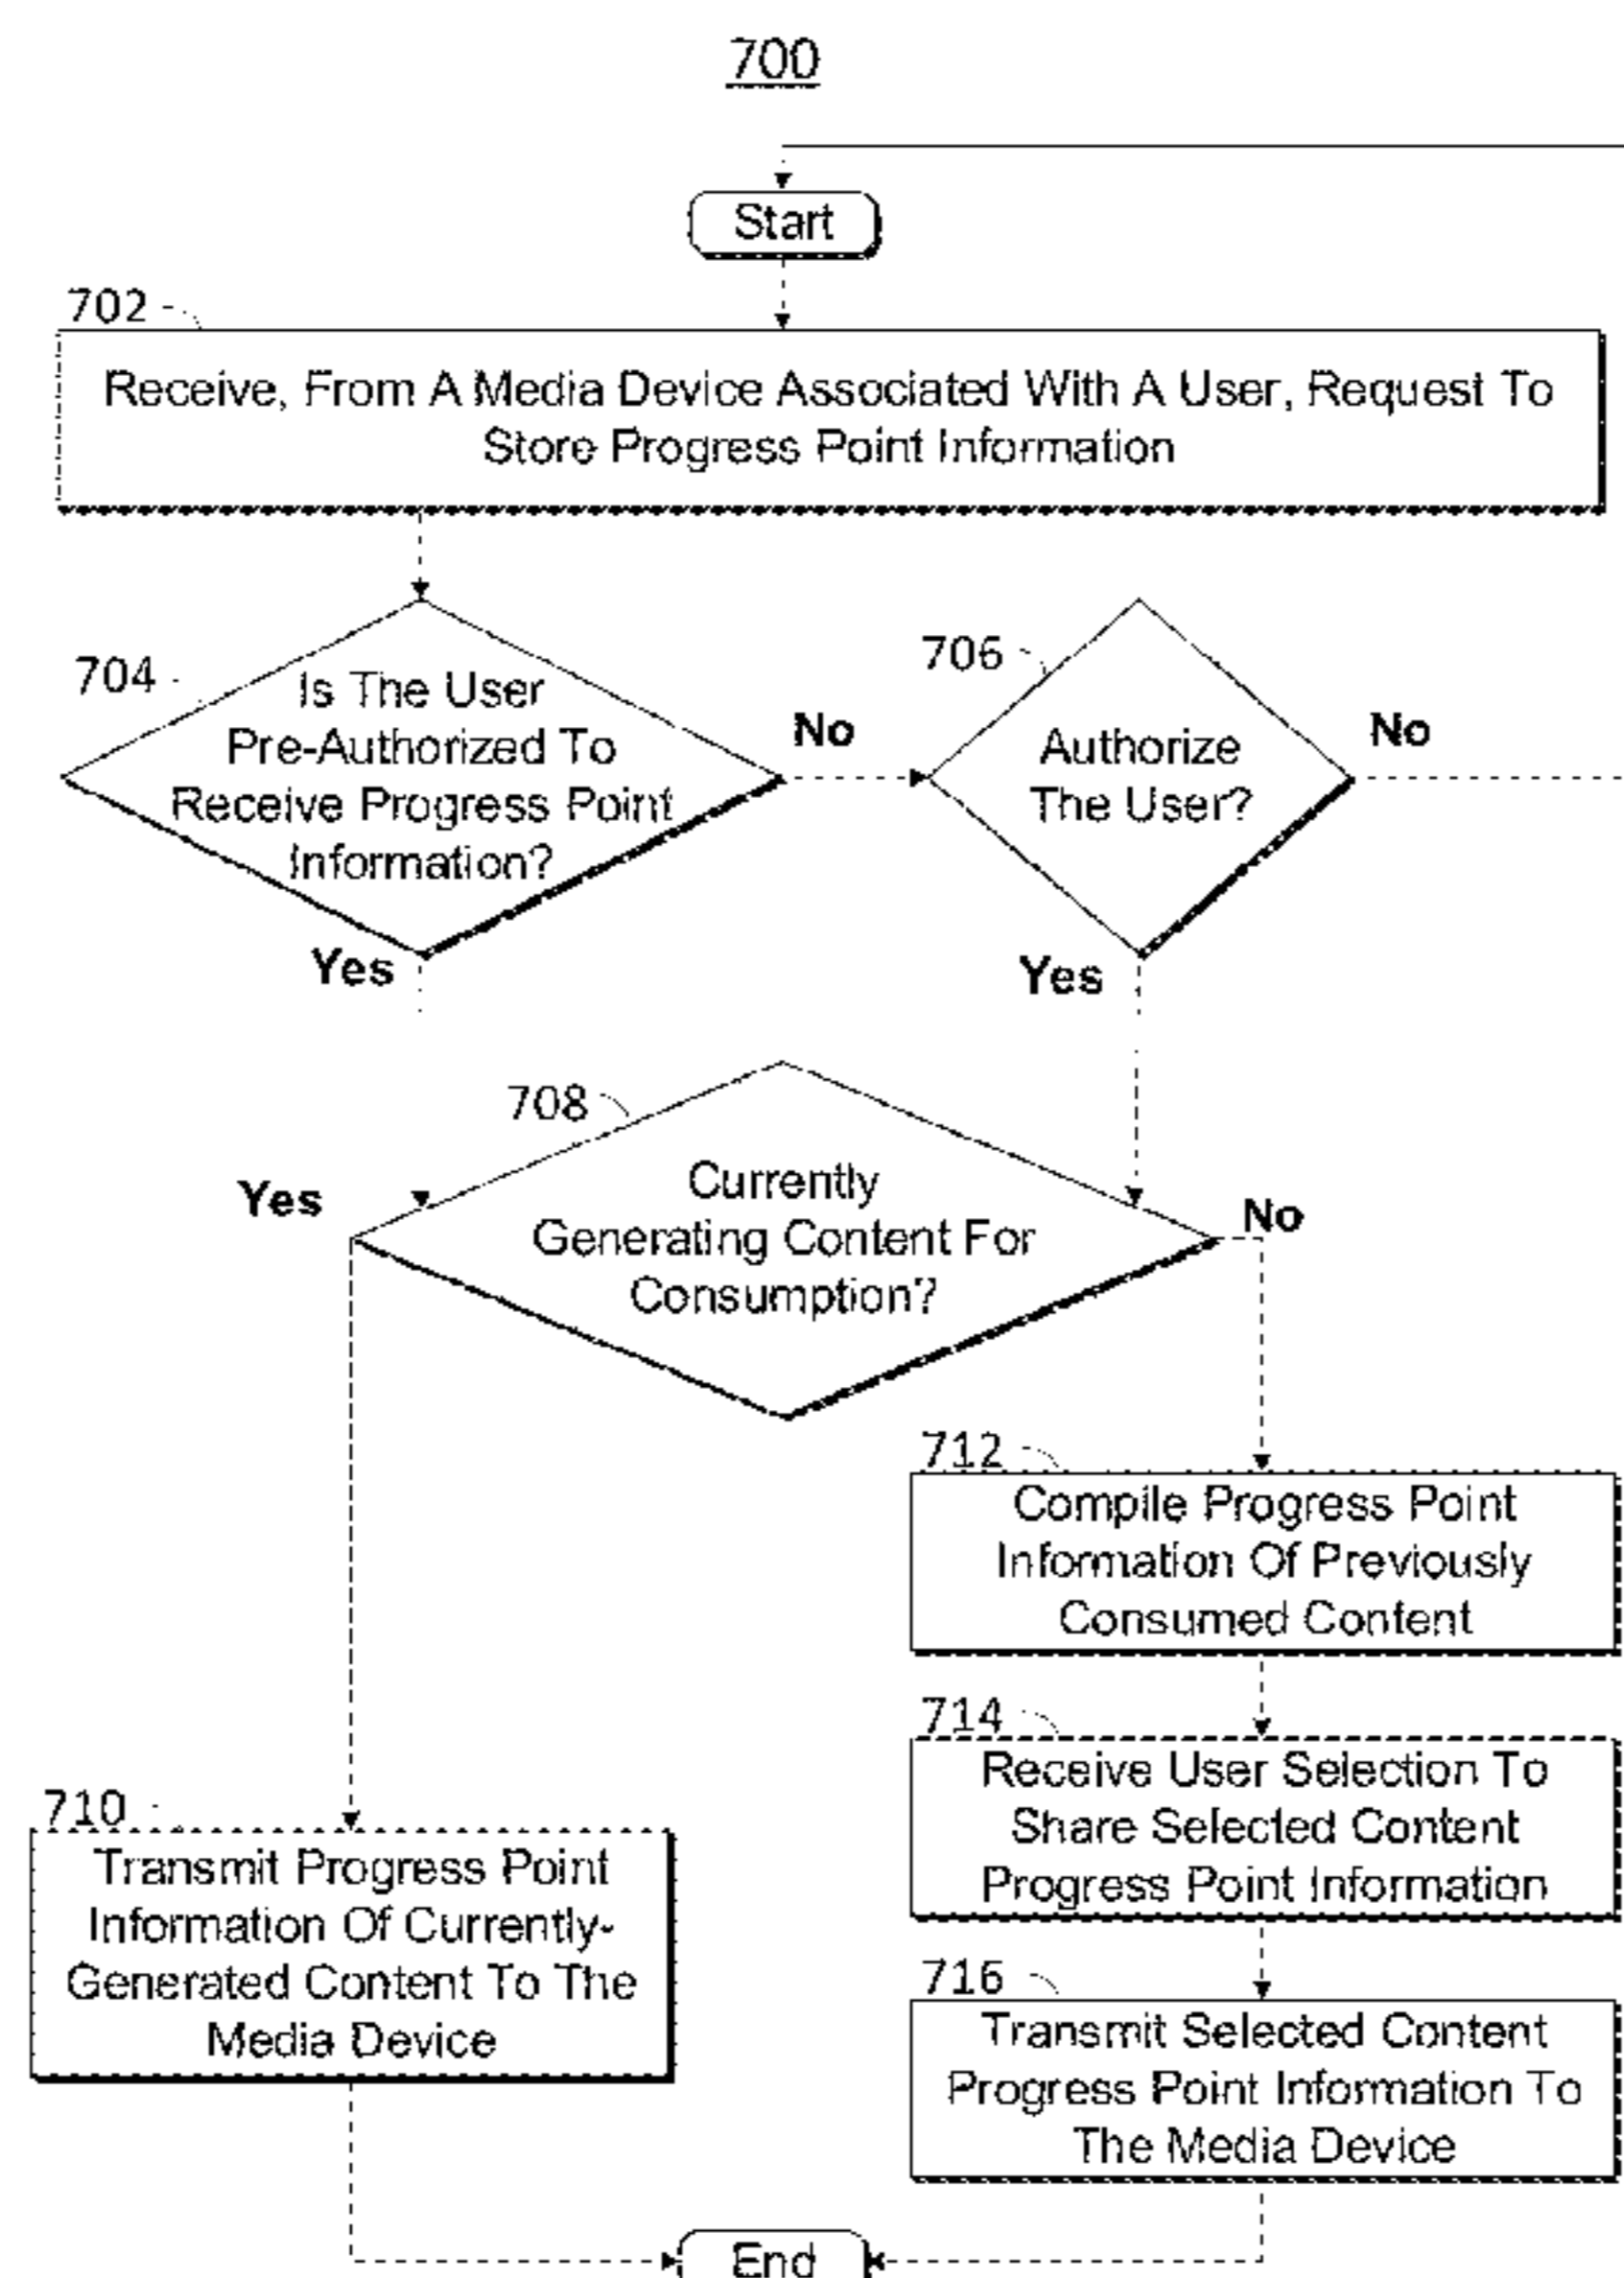 700
Start
702
Receive, From A Media Device Associated With A User, Request To
Store Progress Point Information
704
Is The User
Pre-Authorized To
Receive Progress Point
Information?
No
Yes
706
Authorize
The User?
No
Yes
708
Currently
Generating Content For
Consumption?
Yes
No
712
Compile Progress Point
Information Of Previously
Consumed Content
714
Receive User Selection To
Share Selected Content
Progress Point Information
710
Transmit Progress Point
Information Of Currently-
Generated Content To The
Media Device
716
Transmit Selected Content
Progress Point Information To
The Media Device
End